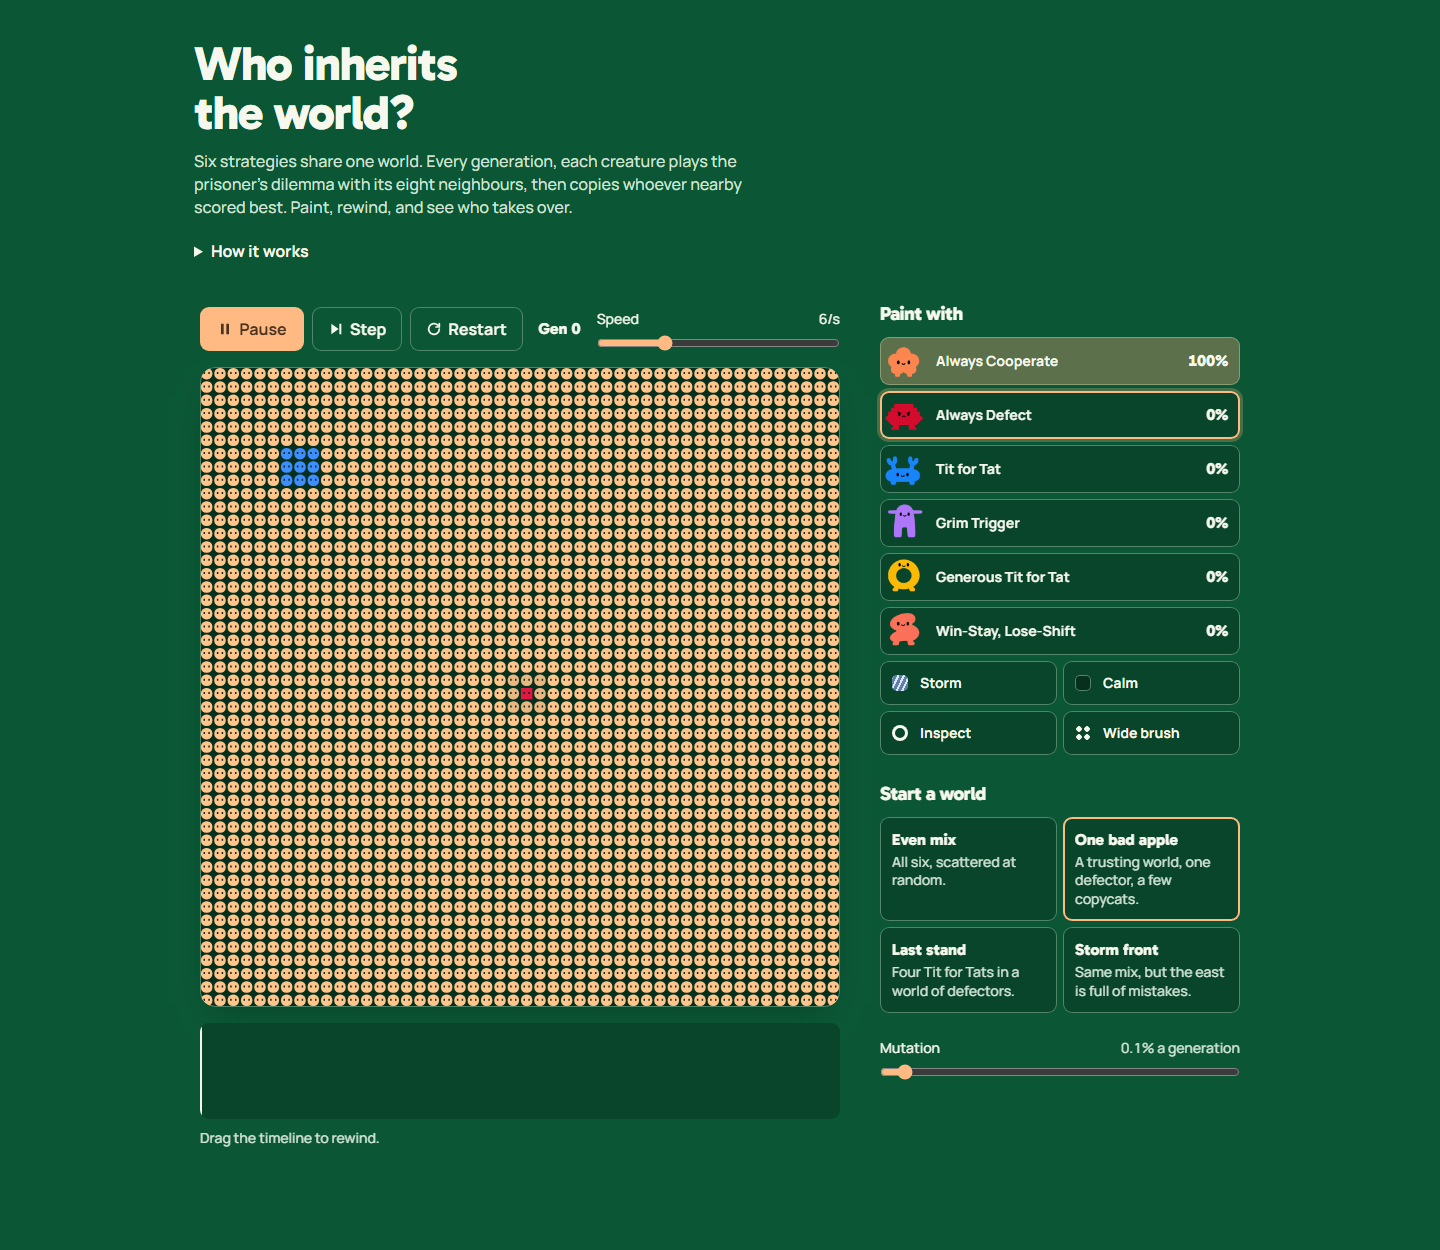 Who inherits
the world?
Six strategies share one world. Every generation, each creature plays the
prisoner's dilemma with its eight neighbours, then copies whoever nearby
scored best. Paint, rewind, and see who takes over.
How it works
Pause
Step
Restart
Gen 0
Speed
6/s
Drag the timeline to rewind.
Paint with
Always Cooperate
100%
Always Defect
0%
Tit for Tat
0%
Grim Trigger
0%
Generous Tit for Tat
0%
Win-Stay, Lose-Shift
0%
Storm
Calm
Inspect
Wide brush
Start a world
Even mix
All six, scattered at
random.
One bad apple
A trusting world, one
defector, a few
copycats.
Last stand
Four Tit for Tats in a
world of defectors.
Storm front
Same mix, but the east
is full of mistakes.
Mutation
0.1% a generation